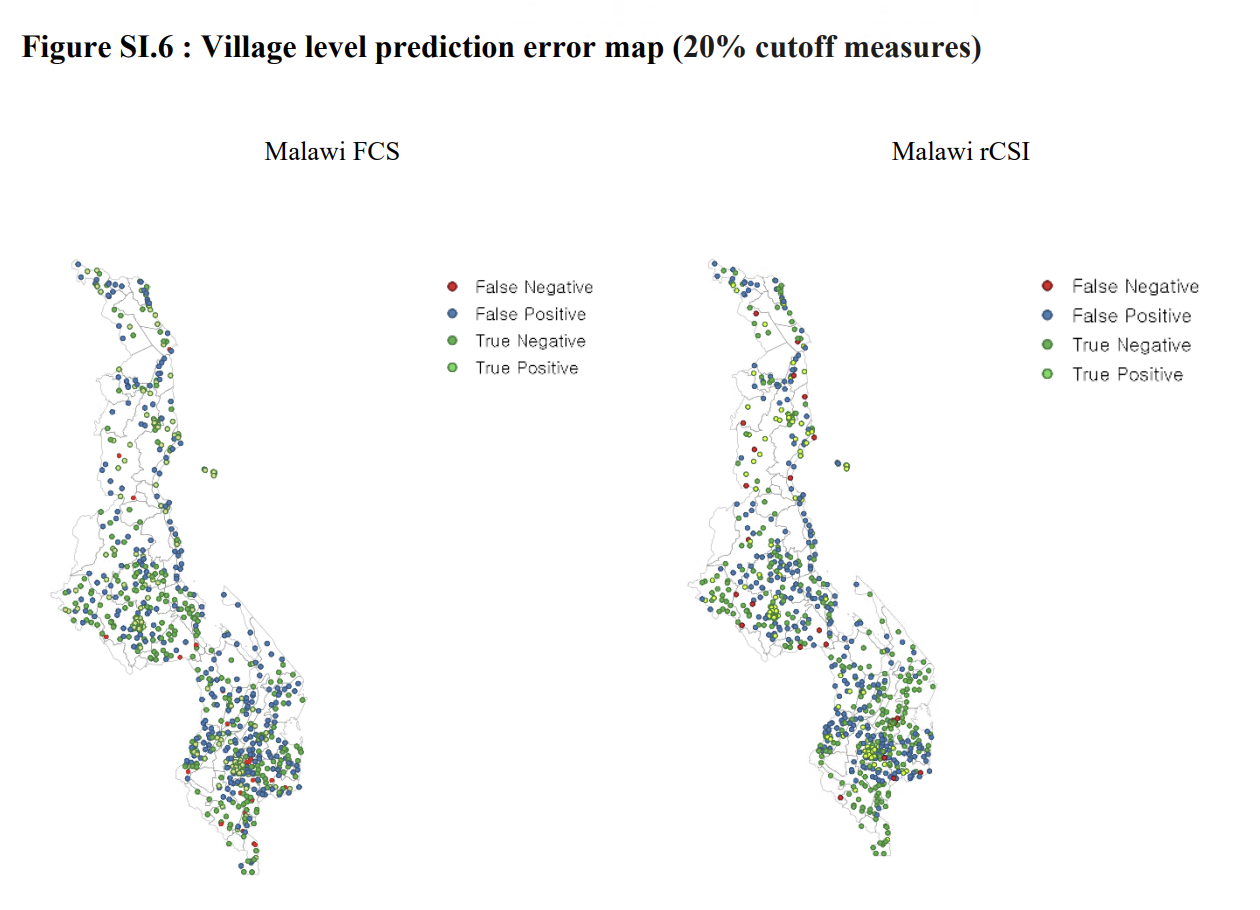 Figure SI.6 : Village level prediction error map (20% cutoff measures)
Malawi FCS
Malawi rCSI
False Negative
False Positive
True Negative
True Positive
False Negative
False Positive
True Negative
True Positive